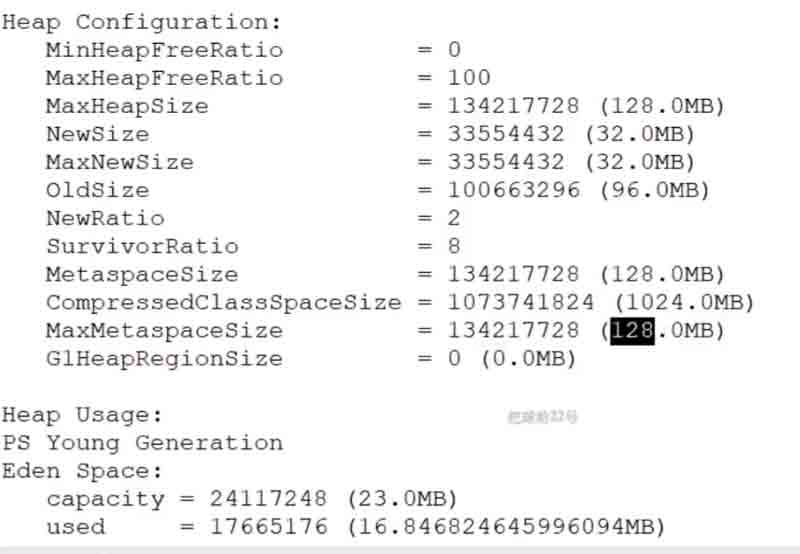 Heap Configuration:
MinHeapFreeRatio = 0
MaxHeapFreeRatio = 100
MaxHeapSize = 134217728 (128.0MB)
NewSize = 33554432 (32.0MB)
MaxNewSize = 33554432 (32.0MB)
OldSize = 100663296 (96.0MB)
NewRatio = 2
SurvivorRatio = 8
MetaspaceSize = 134217728 (128.0MB)
CompressedClassSpaceSize = 1073741824 (1024.0MB)
MaxMetaspaceSize = 134217728 (128.0MB)
G1HeapRegionSize = 0 (0.0MB)
Heap Usage:
PS Young Generation
Eden Space:
capacity = 24117248 (23.0MB)
used = 17665176 (16.846824645996094MB)